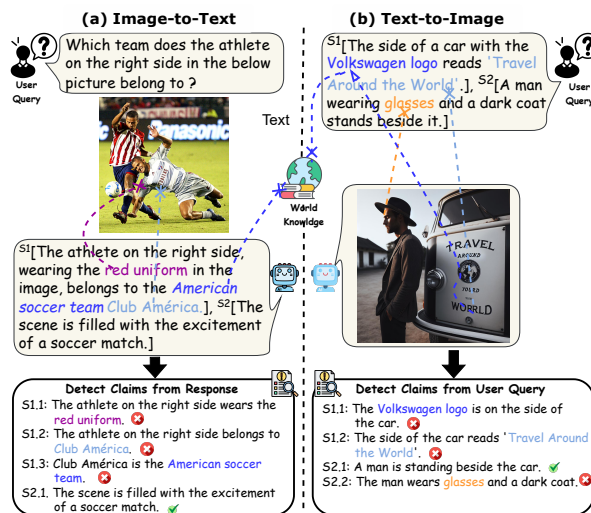 (a) Image-to-Text
User
Query
Which team does the athlete
on the right side in the below
picture belong to ?
Panasonic
S1[The athlete on the right side,
wearing the red uniform in the
image, belongs to the American
soccer team Club América.], S2[The
scene is filled with the excitement
of a soccer match.]
Detect Claims from Response
S1.1: The athlete on the right side wears the
red uniform.
S1.2: The athlete on the right side belongs to
Club América.
S1.3: Club América is the American soccer
team.
S2.1. The scene is filled with the excitement
of a soccer match.
Text
World
Knowldge
(b) Text-to-Image
S1[The side of a car with the
Volkswagen logo reads 'Travel
Around the World'.], S2[A man
wearing glasses and a dark coat
stands beside it.]
User
Query
TRAVEL
AROUND
WORRLD
Detect Claims from User Query
S1.1: The Volkswagen logo is on the side of
the car.
S1.2: The side of the car reads 'Travel Around
the World'.
S2.1: A man is standing beside the car.
S2.2: The man wears glasses and a dark coat.